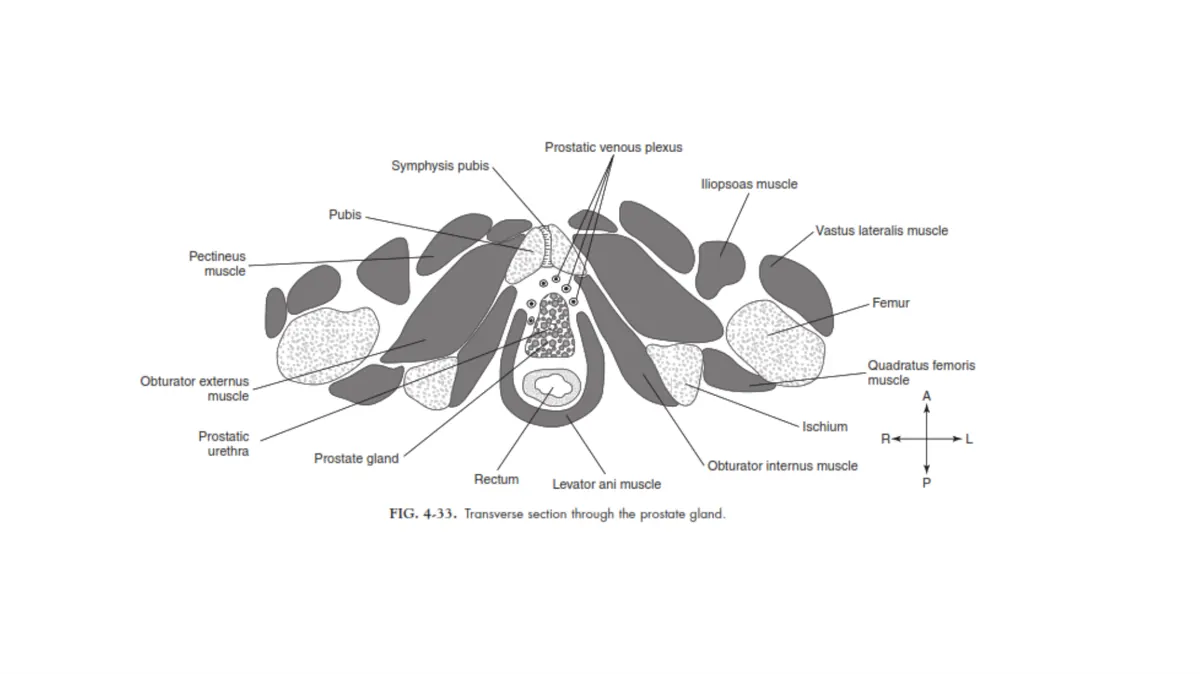 Prostatic venous plexus
Symphysis pubis
Iliopsoas muscle
Pubis
Vastus lateralis muscle
Pectineus
muscle
Femur
Obturator externus
muscle
Quadratus femoris
muscle
A
R
L
P
Prostatic
urethra
Ischium
Prostate gland
Obturator internus muscle
Rectum
Levator ani muscle
FIG. 4-33. Transverse section through the prostate gland.